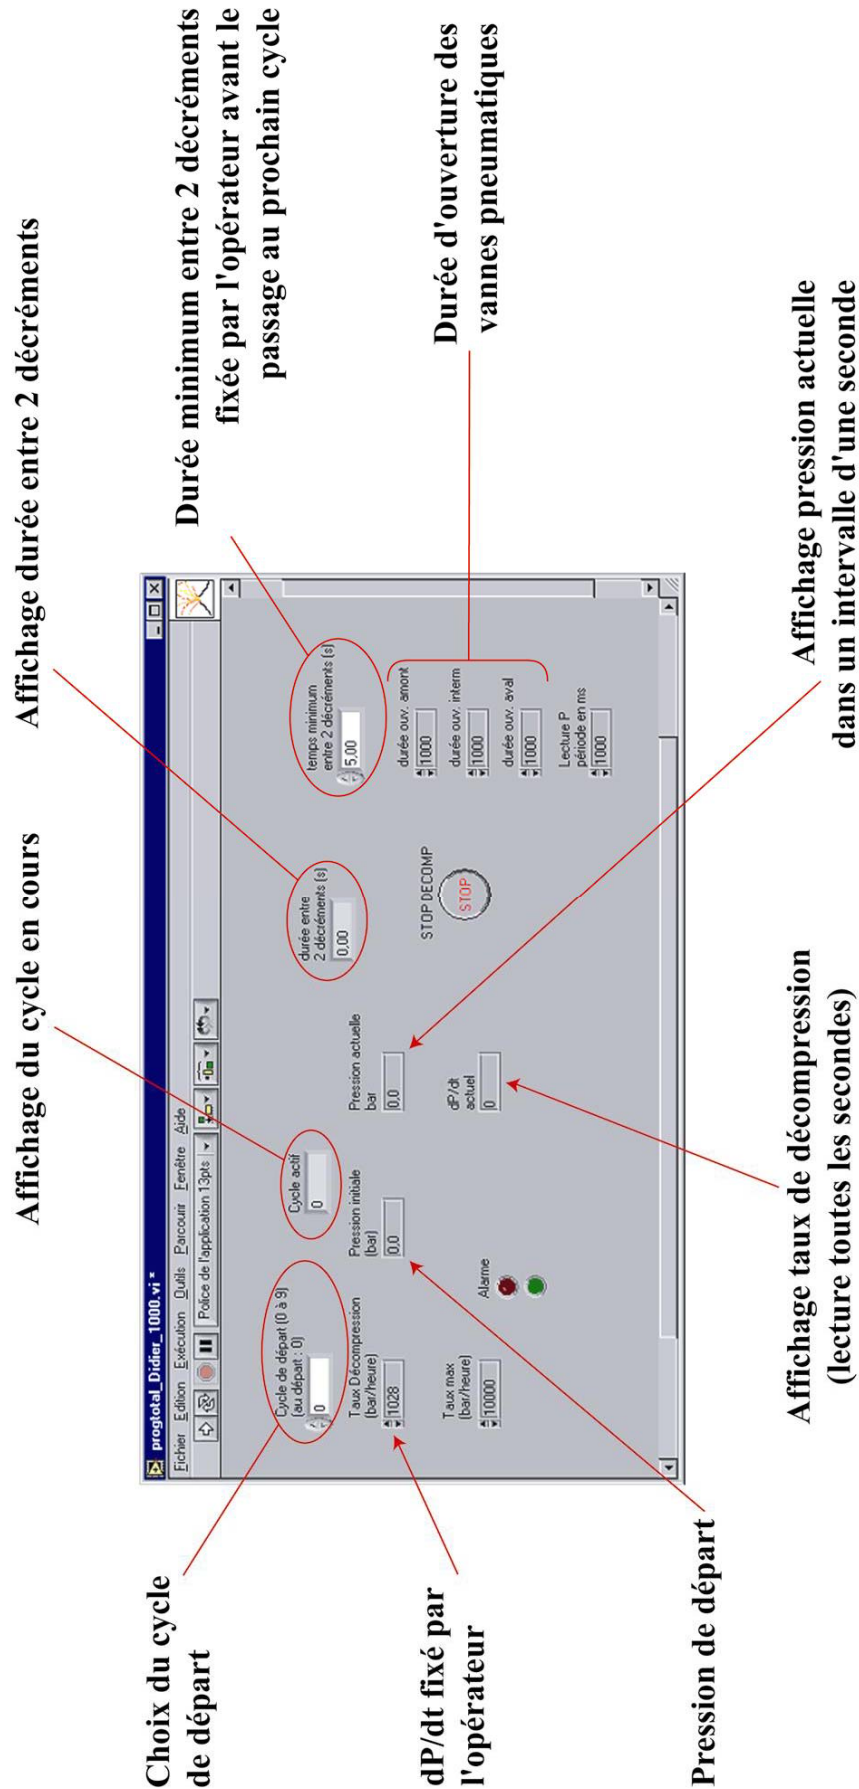 Affichage du cycle en cours
Affichage durée entre 2 décréments
Choix du cycle
de départ
Durée minimum entre 2 décréments
fixée par l'opérateur avant le
passage au prochain cycle
progtotal_Didier_1000.vi *
Fichier Edition Exécution Outils Parcourir Fenêtre Aide
Police de l'application 13pts
Cycle de départ (0 à 9)
(au départ : 0)
0
Cycle actif
0
durée entre
2 décréments (s)
0,00
temps minimum
entre 2 décréments (s)
5,00
Taux Décompression
(bar/heure)
1028
Pression initiale
(bar)
0,0
Pression actuelle
bar
0,0
durée ouv. amont
1000
durée ouv. interm
1000
durée ouv. aval
1000
Lecture P
période en ms
1000
STOP DECOMP
STOP
Taux max
(bar/heure)
10000
Alarme
dP/dt
actuel
0
dP/dt fixé par
l'opérateur
Durée d'ouverture des
vannes pneumatiques
Pression de départ
Affichage taux de décompression
(lecture toutes les secondes)
Affichage pression actuelle
dans un intervalle d'une seconde